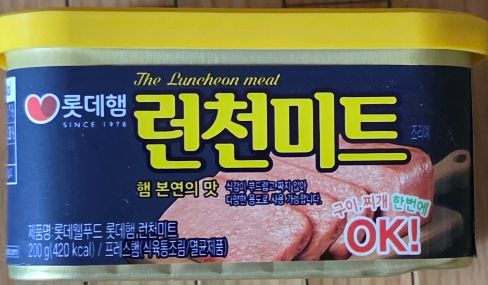 The Luncheon meat
롯데햄
SINCE 1978
런천미트
조리예
햄 본연의 맛
식감이 부드럽고 짜지 않아
다양한 용도로 사용 가능합니다.
구이, 찌개 한번에
OK!
제품명: 롯데웰푸드 롯데햄 런천미트
200 g(420 kcal) / 프레스햄(식육통조림/멸균제품)